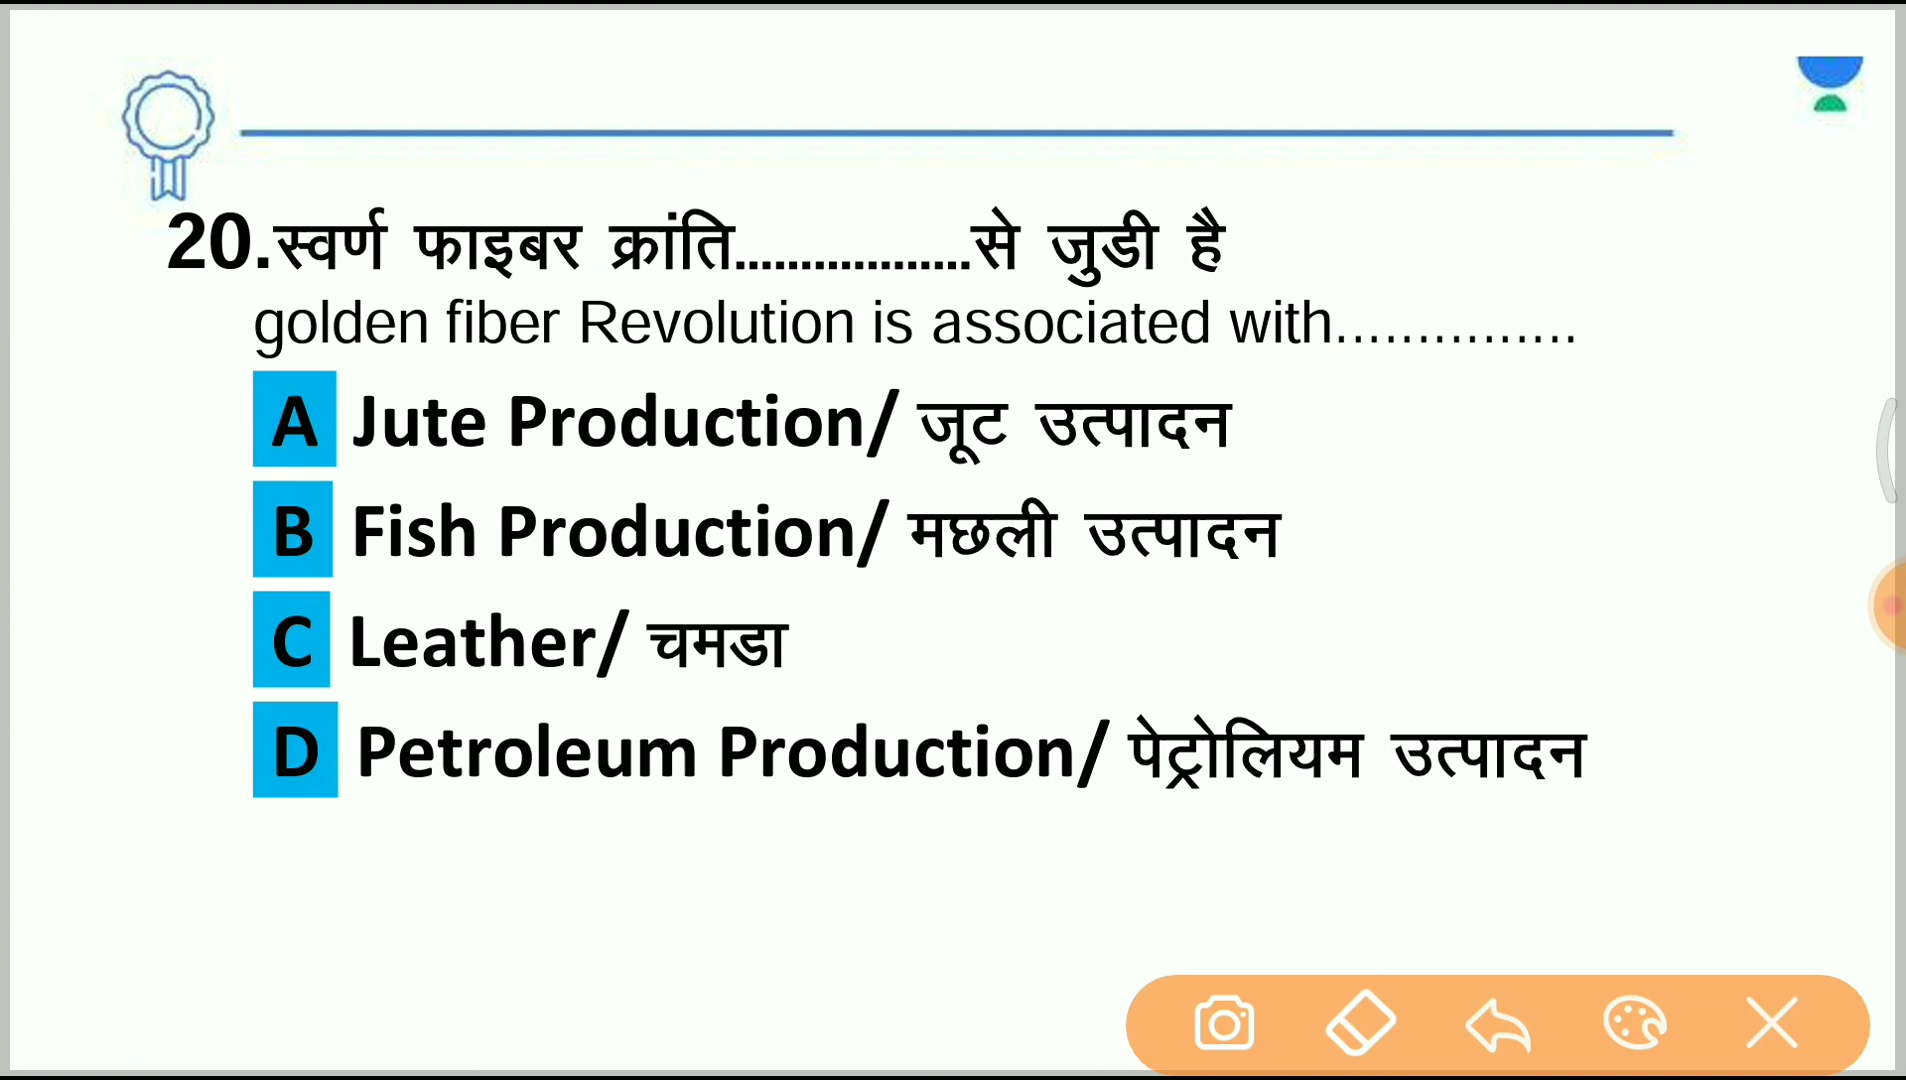 20.स्वर्ण फाइबर क्रांति..................से जुडी है
golden fiber Revolution is associated with...............
A Jute Production/ जूट उत्पादन
B Fish Production/ मछली उत्पादन
C Leather/ चमडा
D Petroleum Production/ पेट्रोलियम उत्पादन